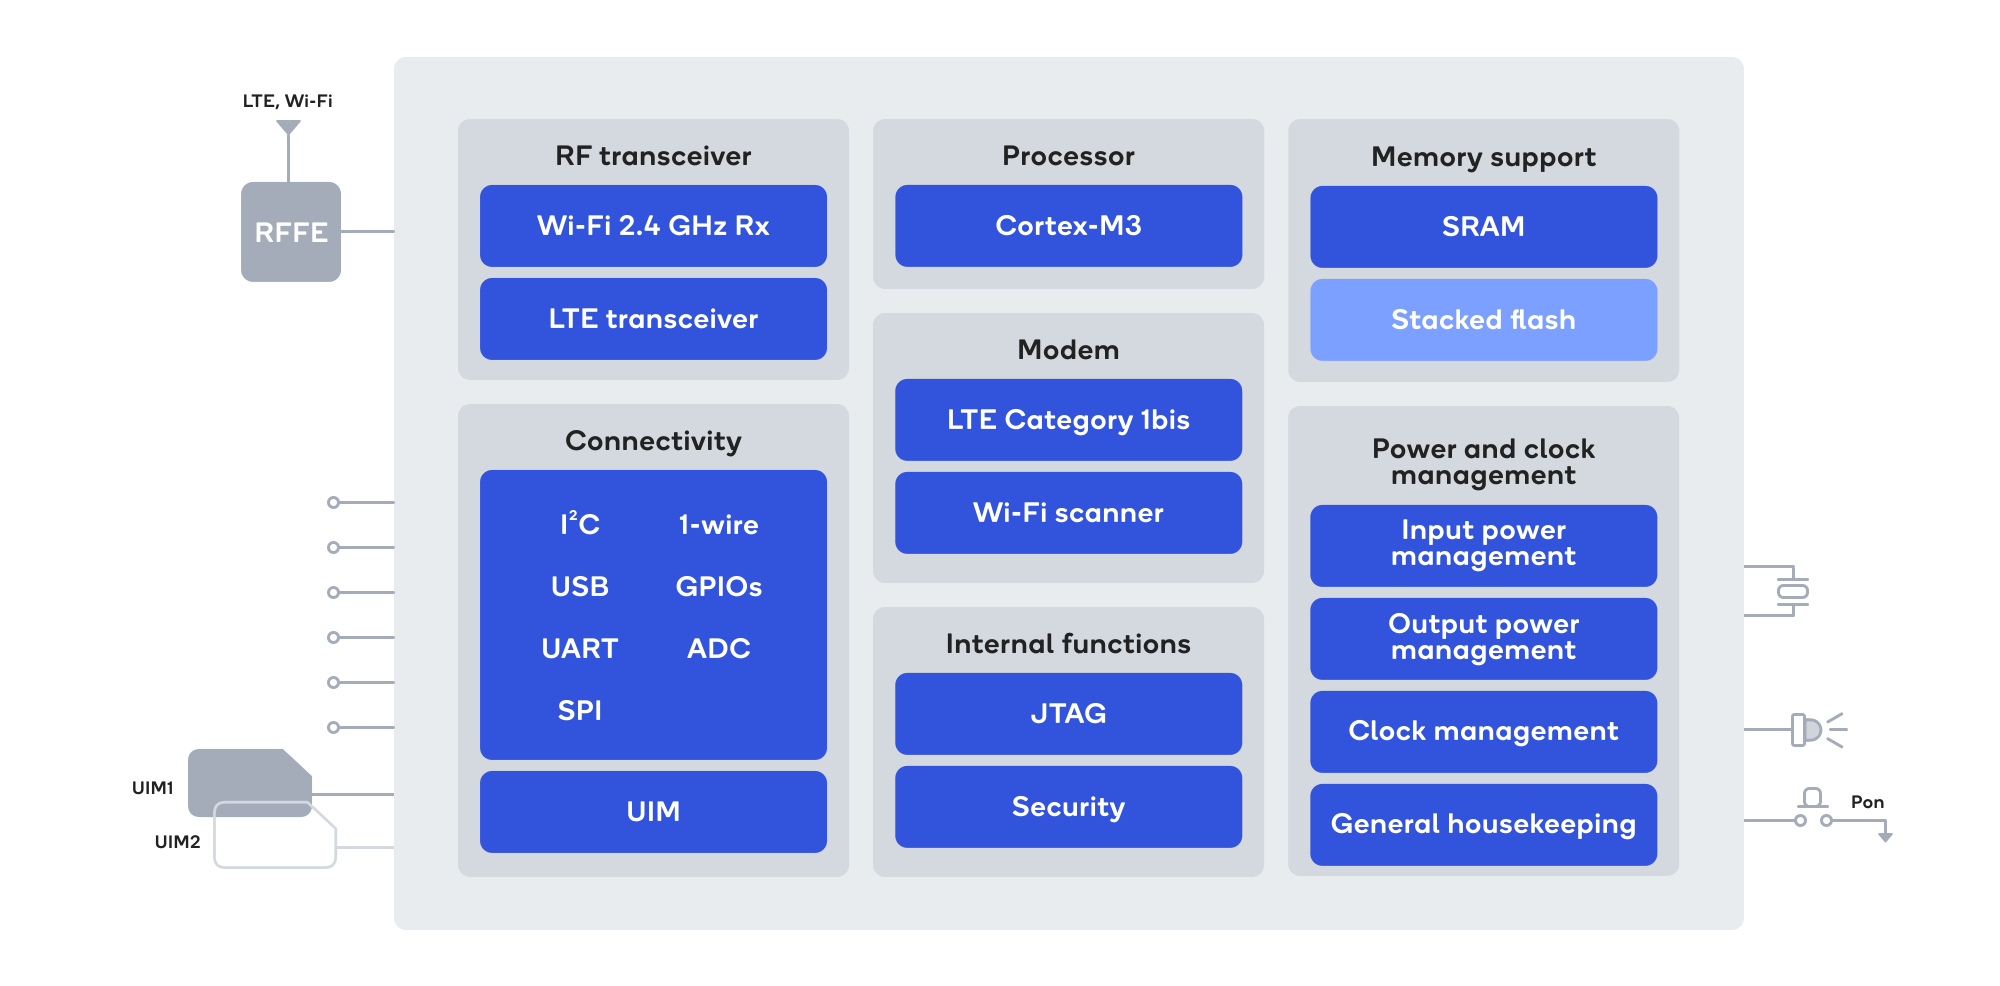 LTE, Wi-Fi
RFFE
UIM1
UIM2
RF transceiver
Wi-Fi 2.4 GHz Rx
LTE transceiver
Connectivity
I²C
1-wire
USB
GPIOs
UART
ADC
SPI
UIM
Processor
Cortex-M3
Modem
LTE Category 1bis
Wi-Fi scanner
Internal functions
JTAG
Security
Memory support
SRAM
Stacked flash
Power and clock
management
Input power
management
Output power
management
Clock management
General housekeeping
Pon